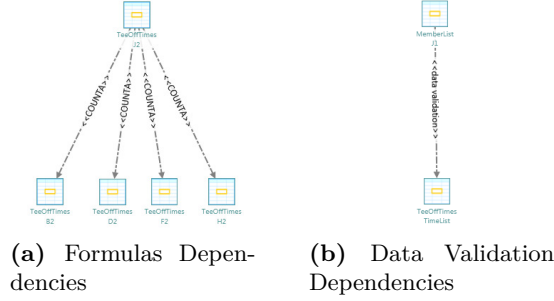 TeeOffTimes
J2
MemberList
J1
<<COUNTA>>
<<COUNTA>>
<<COUNTA>>
<<COUNTA>>
<<data validation>>
TeeOffTimes
B2
TeeOffTimes
D2
TeeOffTimes
F2
TeeOffTimes
H2
TeeOffTimes
TimeList
(a) Formulas Depen-
dencies
(b) Data Validation
Dependencies